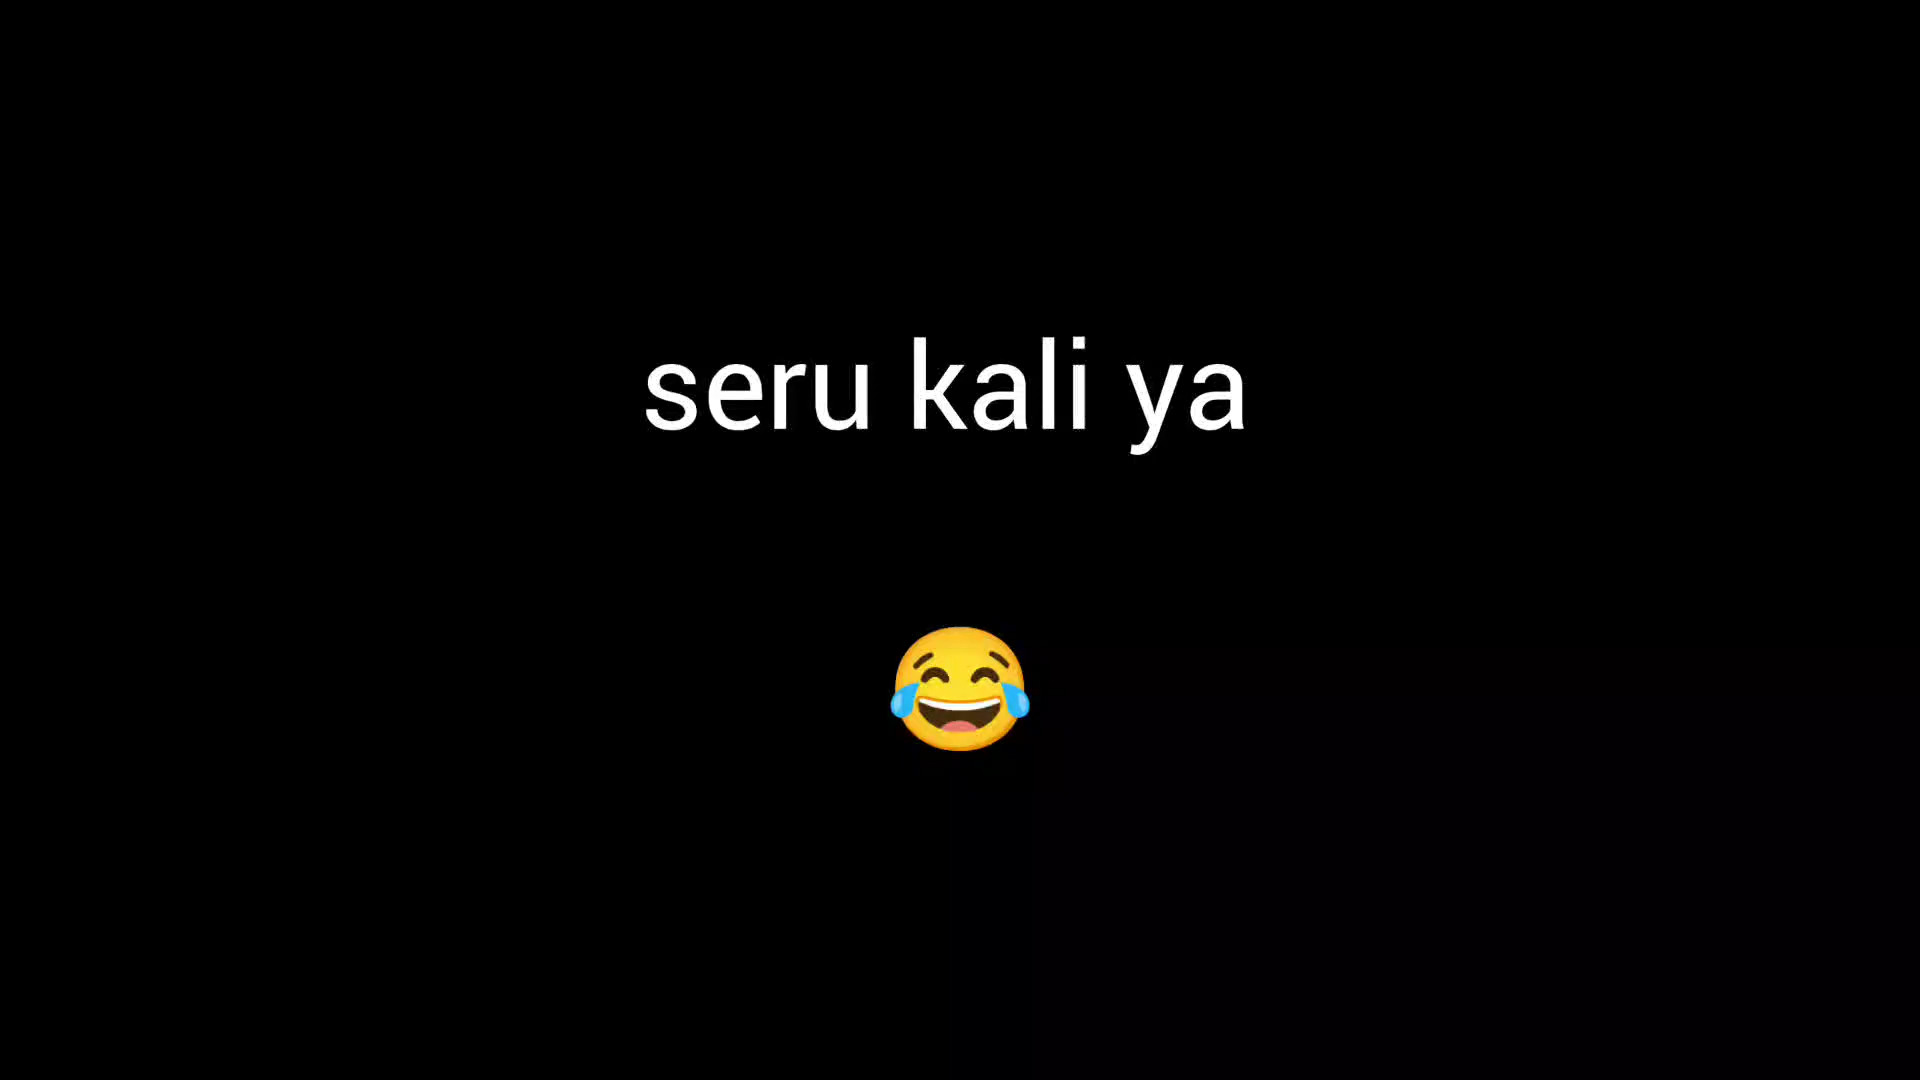 seru kali ya
😂